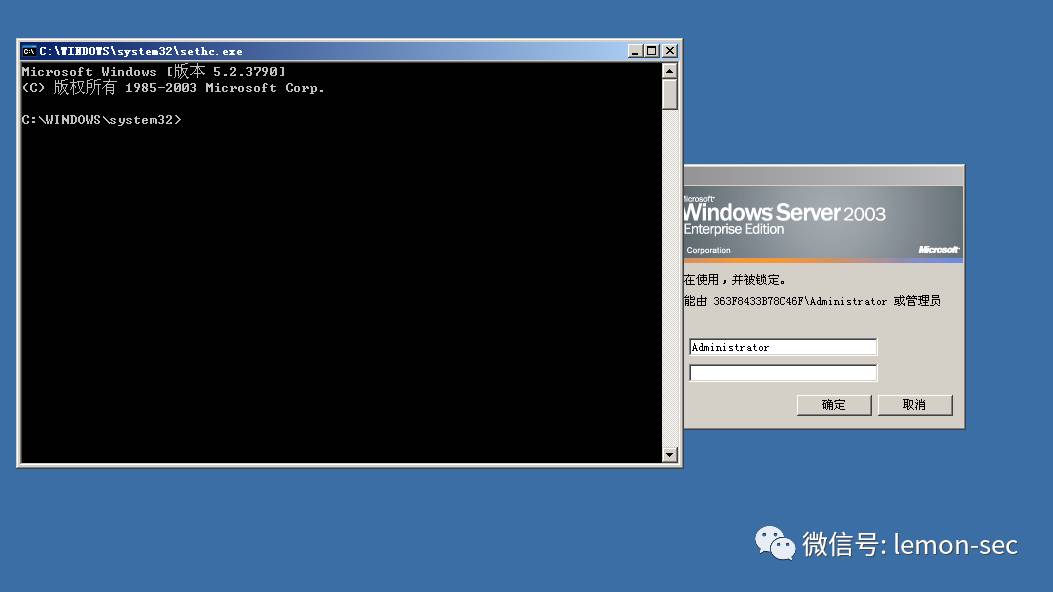 C:\WINDOWS\system32\sethc.exe
Microsoft Windows [版本 5.2.3790]
(C) 版权所有 1985-2003 Microsoft Corp.
C:\WINDOWS\system32>
Microsoft
Windows Server 2003
Enterprise Edition
Corporation
Microsoft
在使用，并被锁定。
能由 363F8433B78C46F\Administrator 或管理员
Administrator
确定
取消
微信号: lemon-sec